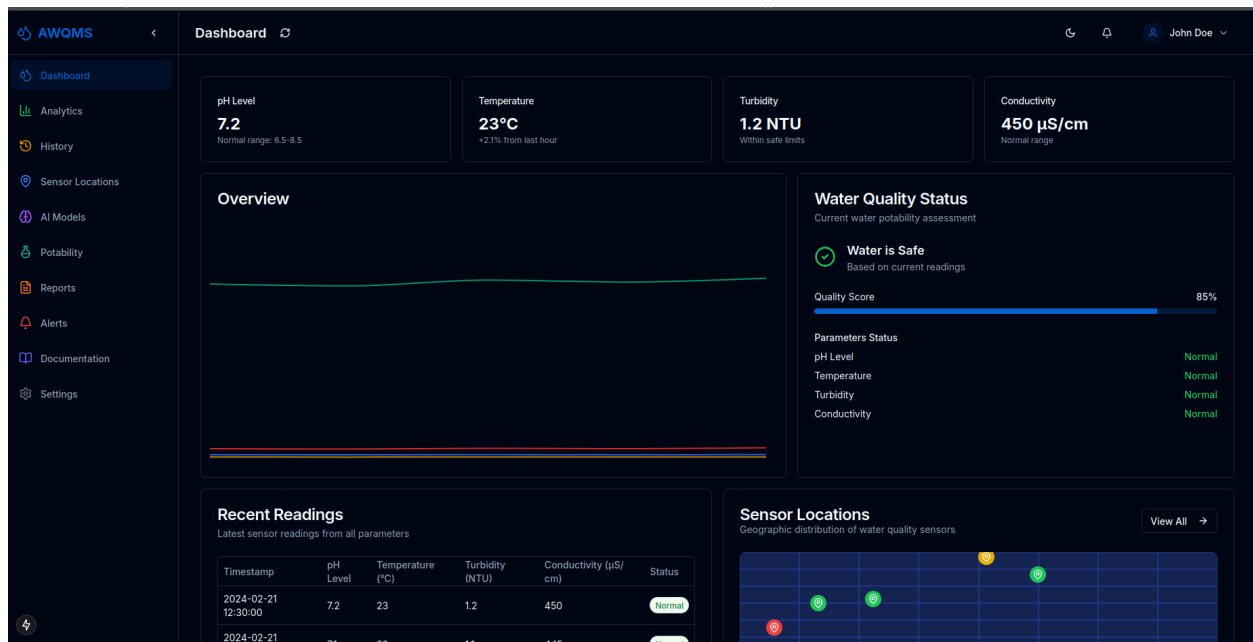 AWQMS
Dashboard
John Doe
Dashboard
Analytics
History
Sensor Locations
AI Models
Potability
Reports
Alerts
Documentation
Settings
pH Level
7.2
Normal range: 6.5-8.5
Temperature
23°C
+2.1% from last hour
Turbidity
1.2 NTU
Within safe limits
Conductivity
450 µS/cm
Normal range
Overview
Water Quality Status
Current water potability assessment
Water is Safe
Based on current readings
Quality Score 85%
Parameters Status
pH Level Normal
Temperature Normal
Turbidity Normal
Conductivity Normal
Recent Readings
Latest sensor readings from all parameters
Timestamp pH Level Temperature (°C) Turbidity (NTU) Conductivity (µS/cm) Status
2024-02-21 12:30:00 7.2 23 1.2 450 Normal
2024-02-21
Sensor Locations
Geographic distribution of water quality sensors
View All